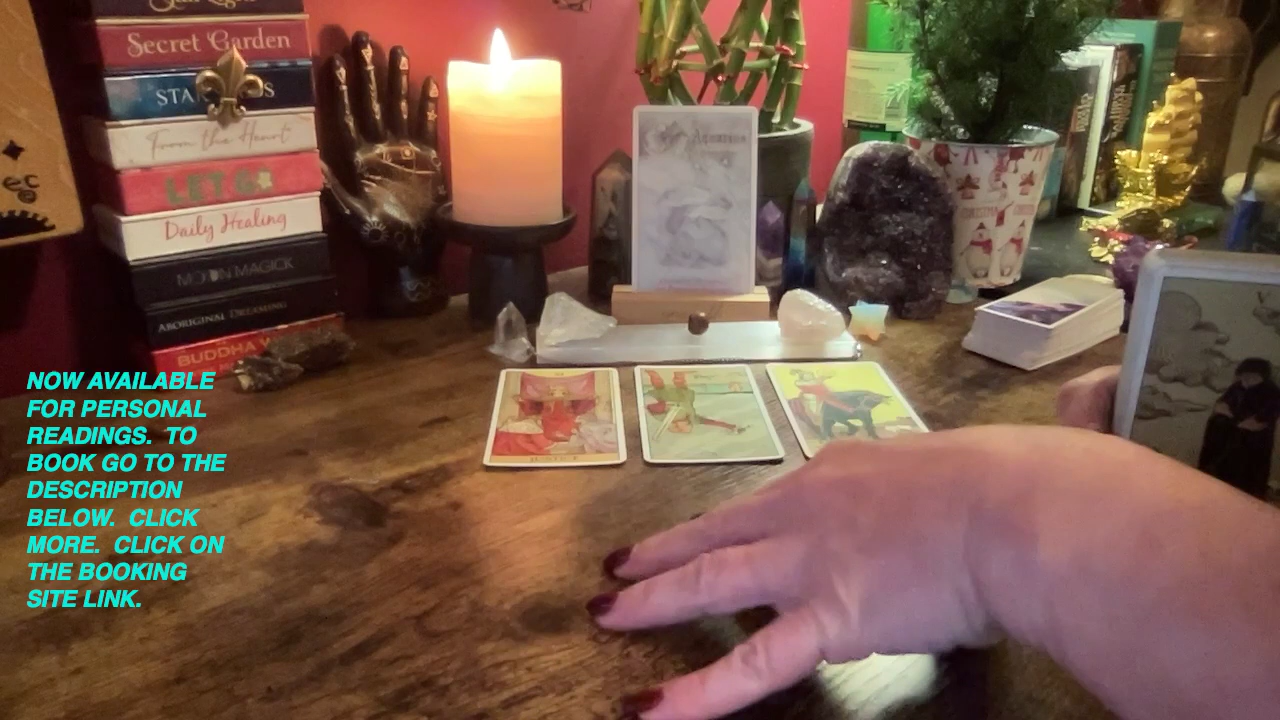 Secret Garden
From the Heart
LET GO
Daily Healing
MOON MAGICK
ABORIGINAL DREAMING
BUDDHA
Aquarius
JUSTICE
NOW AVAILABLE
FOR PERSONAL
READINGS.  TO
BOOK GO TO THE
DESCRIPTION
BELOW.  CLICK
MORE.  CLICK ON
THE BOOKING
SITE LINK.